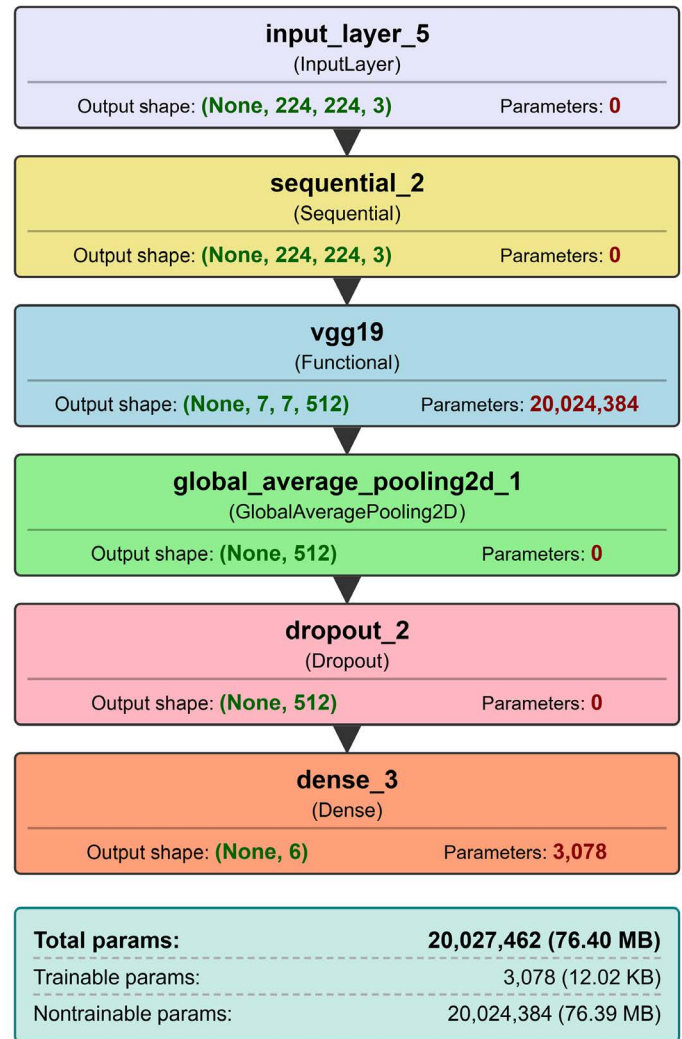 input_layer_5
(InputLayer)
Output shape: (None, 224, 224, 3) Parameters: 0
sequential_2
(Sequential)
Output shape: (None, 224, 224, 3) Parameters: 0
vgg19
(Functional)
Output shape: (None, 7, 7, 512) Parameters: 20,024,384
global_average_pooling2d_1
(GlobalAveragePooling2D)
Output shape: (None, 512) Parameters: 0
dropout_2
(Dropout)
Output shape: (None, 512) Parameters: 0
dense_3
(Dense)
Output shape: (None, 6) Parameters: 3,078
Total params: 20,027,462 (76.40 MB)
Trainable params: 3,078 (12.02 KB)
Nontrainable params: 20,024,384 (76.39 MB)